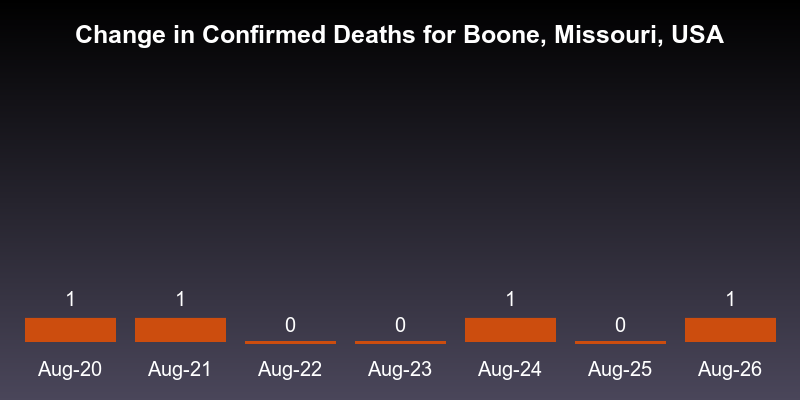 Change in Confirmed Deaths for Boone, Missouri, USA
1 1 0 0 1 0 1
Aug-20 Aug-21 Aug-22 Aug-23 Aug-24 Aug-25 Aug-26